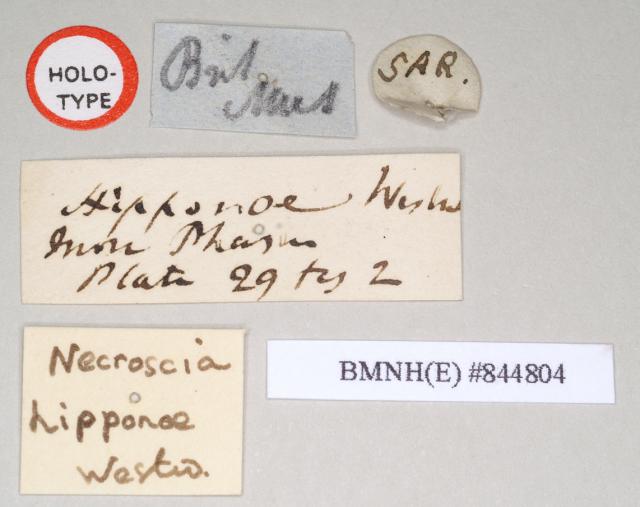 HOLO-
TYPE
Brit
Mus
SAR.
Hipponoe Westw
Mon Phasm
Plate 29 fig 2
Necroscia
hipponoe
Westw.
BMNH(E) #844804